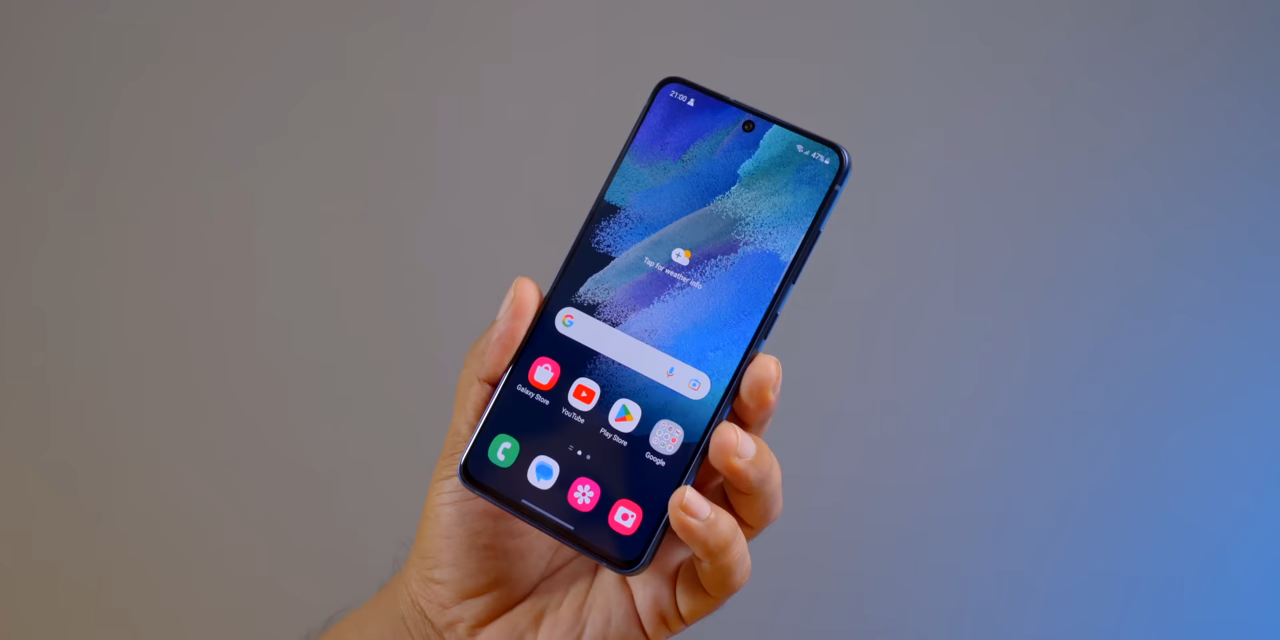 21:00
47%
Tap for weather info
Galaxy Store
YouTube
Play Store
Google